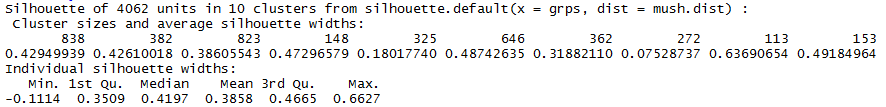 Silhouette of 4062 units in 10 clusters from silhouette.default(x = grps, dist = mush.dist) :
 Cluster sizes and average silhouette widths:
       838        382        823        148        325        646        362        272        113        153
0.42949939 0.42610018 0.38605543 0.47296579 0.18017740 0.48742635 0.31882110 0.07528737 0.63690654 0.49184964
Individual silhouette widths:
   Min. 1st Qu.  Median    Mean 3rd Qu.    Max.
-0.1114  0.3509  0.4197  0.3858  0.4665  0.6627